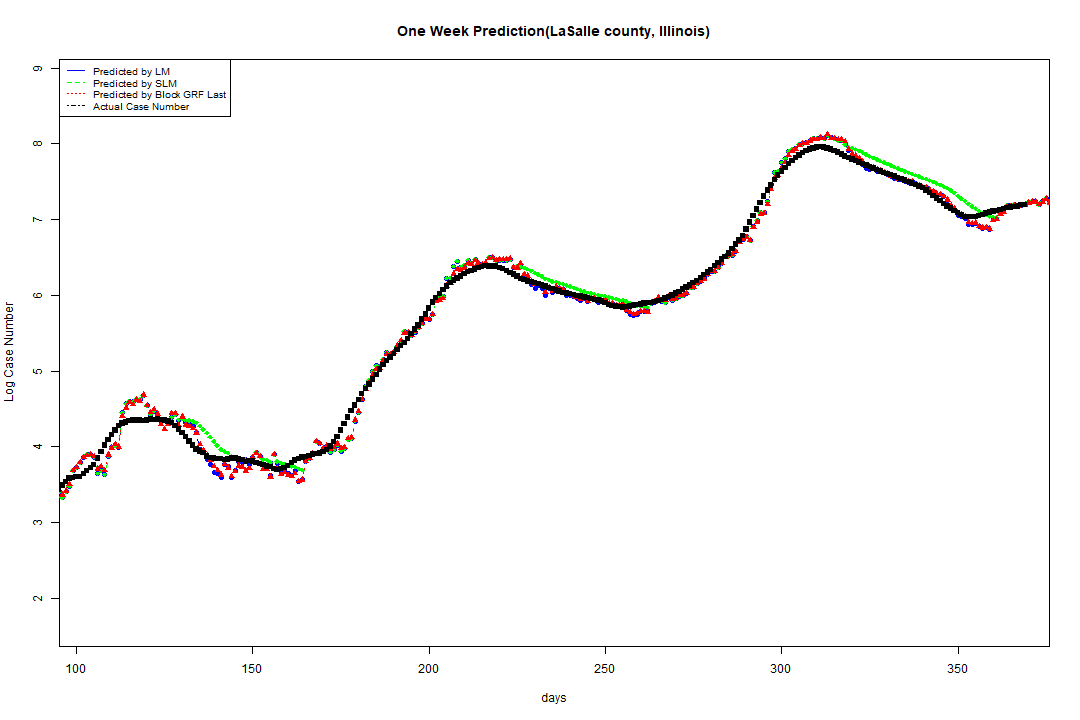 One Week Prediction(LaSalle county, Illinois)
Predicted by LM
Predicted by SLM
Predicted by Block GRF Last
Actual Case Number
Log Case Number
9
8
7
6
5
4
3
2
100 150 200 250 300 350
days